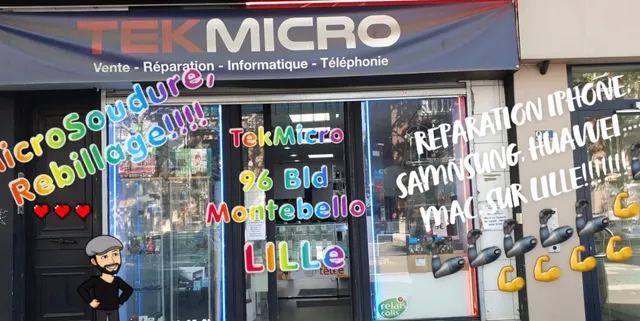 TEKMICRO
Vente - Réparation - Informatique - Téléphonie
MicroSoudure,
Rebillage!!!!
TekMicro
96 Bld
Montebello
LILLe
REPARATION IPHONE,
SAMNSUNG, HUAWEI...
MAC SUR LILLE!!!!!!
relais
colis